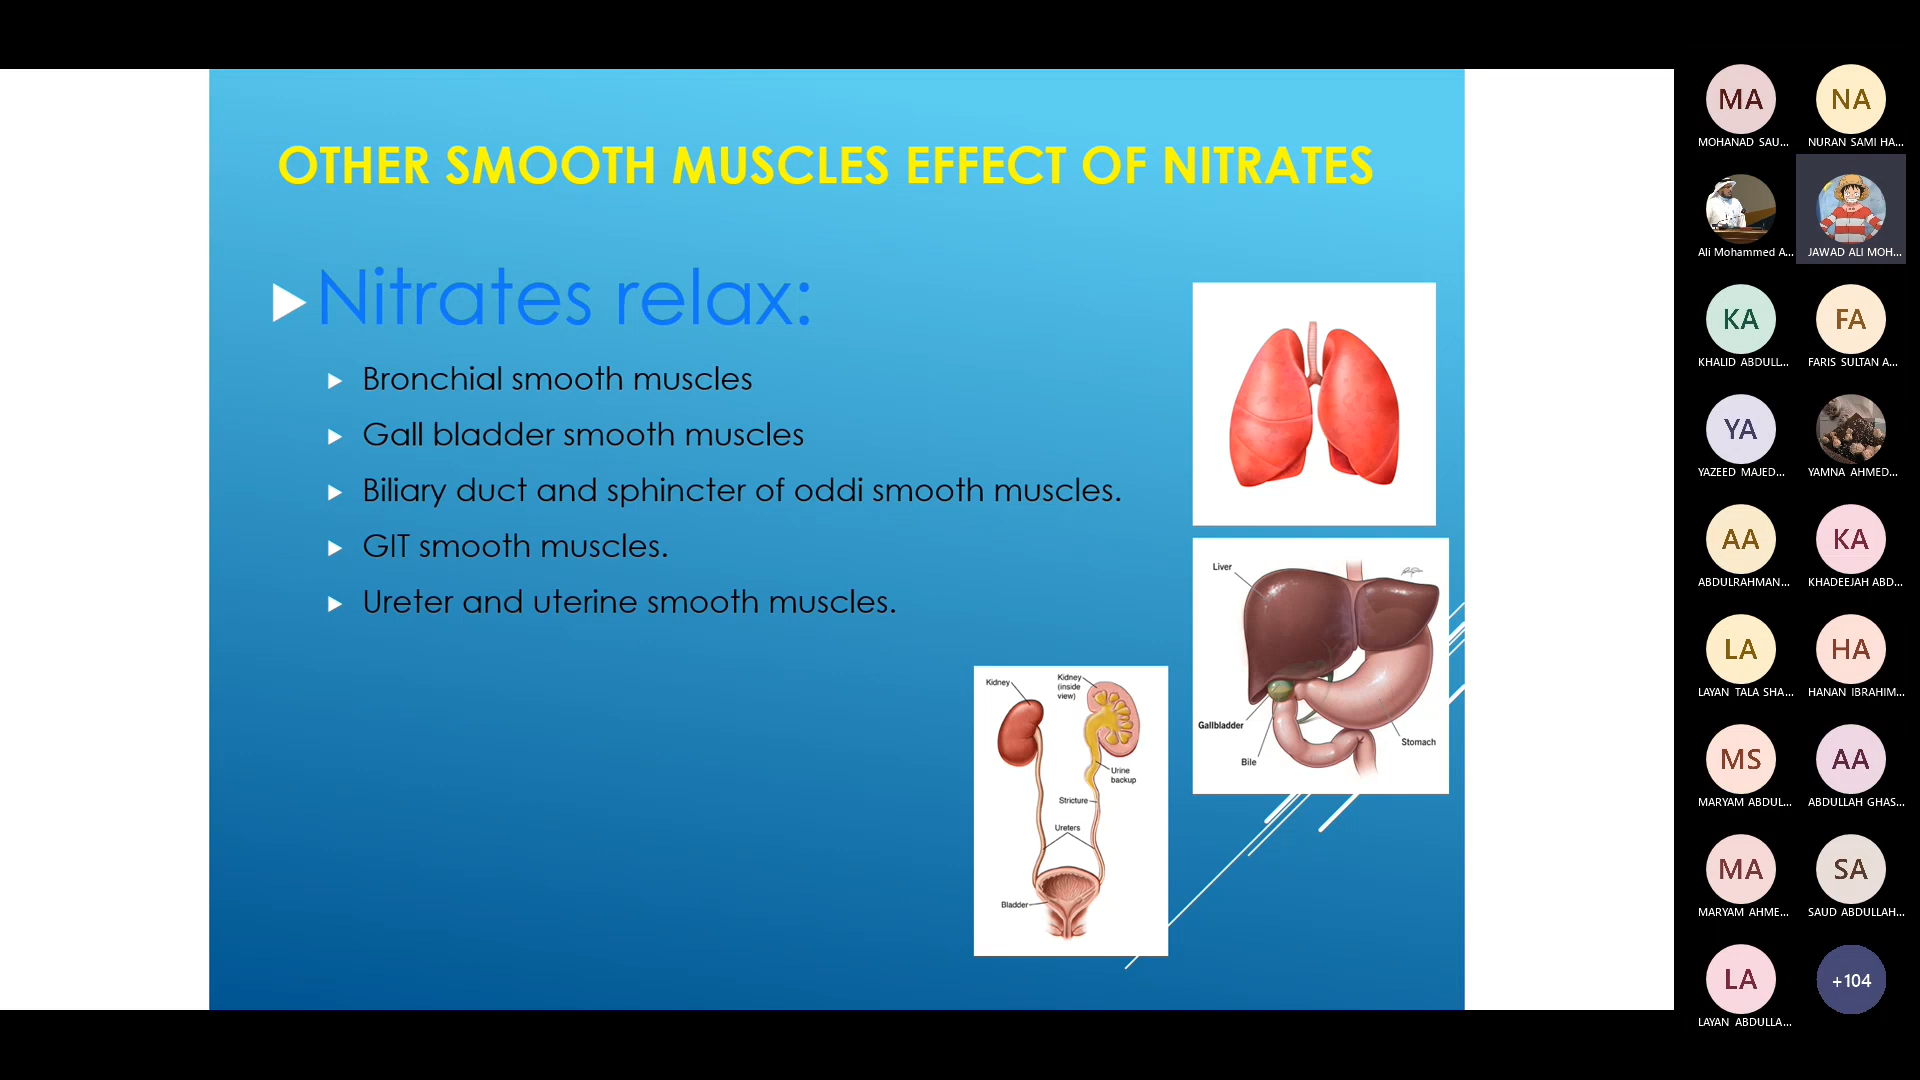 OTHER SMOOTH MUSCLES EFFECT OF NITRATES
Nitrates relax:
Bronchial smooth muscles
Gall bladder smooth muscles
Biliary duct and sphincter of oddi smooth muscles.
GIT smooth muscles.
Ureter and uterine smooth muscles.
Liver
Gallbladder
Bile
Stomach
Kidney
Kidney
(inside
view)
Urine
backup
Stricture
Ureters
Bladder
MA
MOHANAD SAU...
NA
NURAN SAMI HA...
Ali Mohammed A...
JAWAD ALI MOH...
KA
KHALID ABDULL...
FA
FARIS SULTAN A...
YA
YAZEED MAJED...
YAMNA AHMED...
AA
ABDULRAHMAN...
KA
KHADEEJAH ABD...
LA
LAYAN TALA SHA...
HA
HANAN IBRAHIM...
MS
MARYAM ABDUL...
AA
ABDULLAH GHAS...
MA
MARYAM AHME...
SA
SAUD ABDULLAH...
LA
LAYAN ABDULLA...
+104